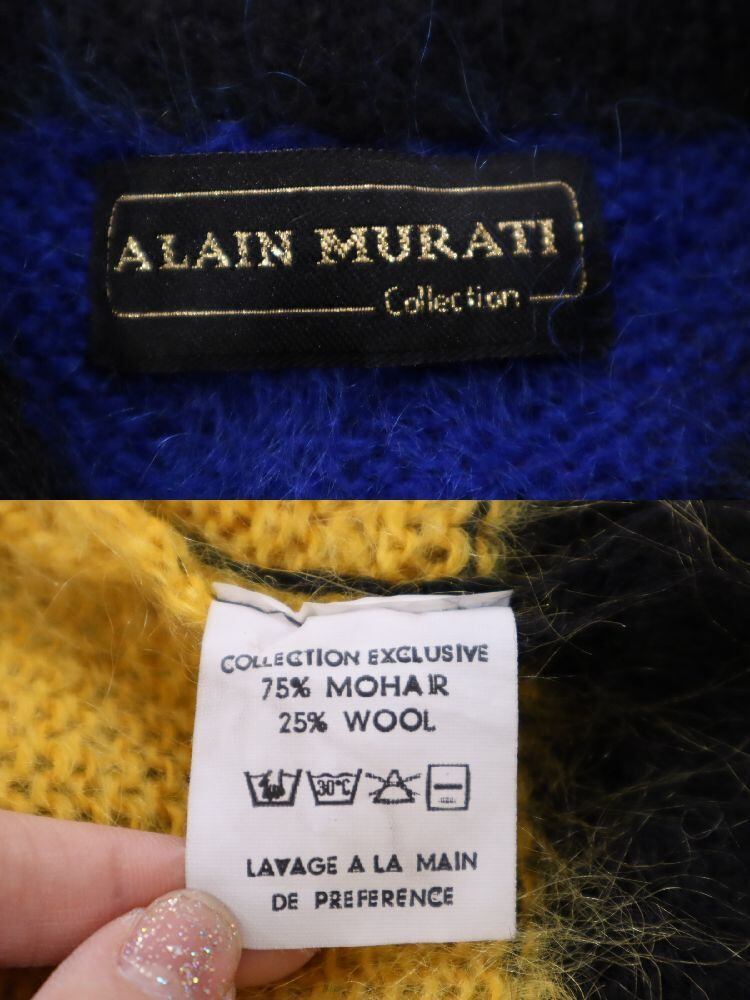 ALAIN MURATI
Collection
COLLECTION EXCLUSIVE
75% MOHAIR
25% WOOL
30°C
LAVAGE A LA MAIN
DE PREFERENCE